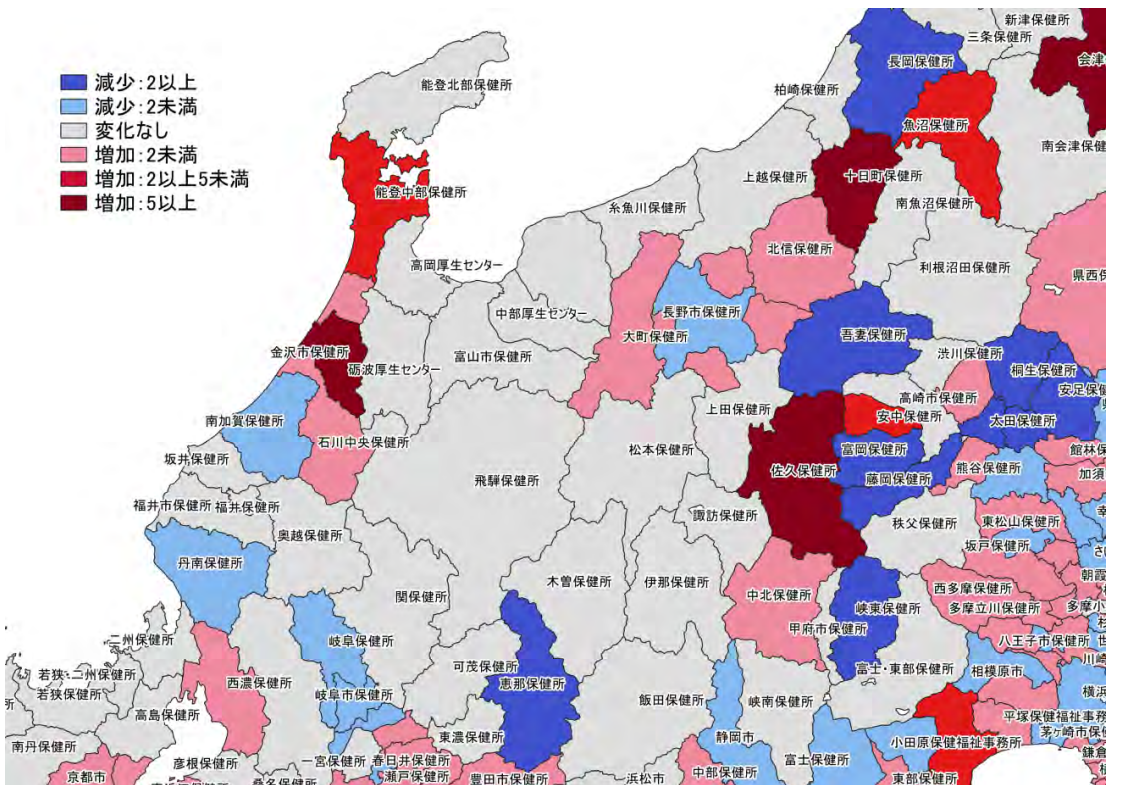 新津保健所
三条保健所
長岡保健所
会津
減少:2以上
減少:2未満
変化なし
増加:2未満
増加:2以上5未満
増加:5以上
能登北部保健所
柏崎保健所
魚沼保健所
南会津保健
上越保健所
十日町保健所
能登中部保健所
南魚沼保健所
糸魚川保健所
北信保健所
高岡厚生センター
利根沼田保健所
県西保
中部厚生センター
長野市保健所
大町保健所
吾妻保健所
金沢市保健所
富山市保健所
渋川保健所
砺波厚生センター
桐生保健所
安足保健
高崎市保健所
上田保健所
安中保健所
太田保健所
南加賀保健所
石川中央保健所
松本保健所
富岡保健所
館林保
坂井保健所
佐久保健所
熊谷保健所
加須
飛騨保健所
藤岡保健所
福井市保健所
福井保健所
諏訪保健所
秩父保健所
東松山保健所
幸
奥越保健所
坂戸保健所
さい
丹南保健所
木曽保健所
伊那保健所
朝霞
中北保健所
西多摩保健所
関保健所
峡東保健所
多摩立川保健所
多摩小
甲府市保健所
二州保健所
岐阜保健所
八王子市保健所
世
川崎
可茂保健所
富士・東部保健所
若狭・二州保健所
西濃保健所
恵那保健所
相模原市
若狭保健所
岐阜市保健所
飯田保健所
峡南保健所
横浜
高島保健所
平塚保健福祉事務
東濃保健所
静岡市
茅ヶ崎市保健
南丹保健所
小田原保健福祉事務所
鎌倉
彦根保健所
一宮保健所
春日井保健所
富士保健所
京都市
瀬戸保健所
豊田市保健所
浜松市
中部保健所
東部保健所
桑名保健所